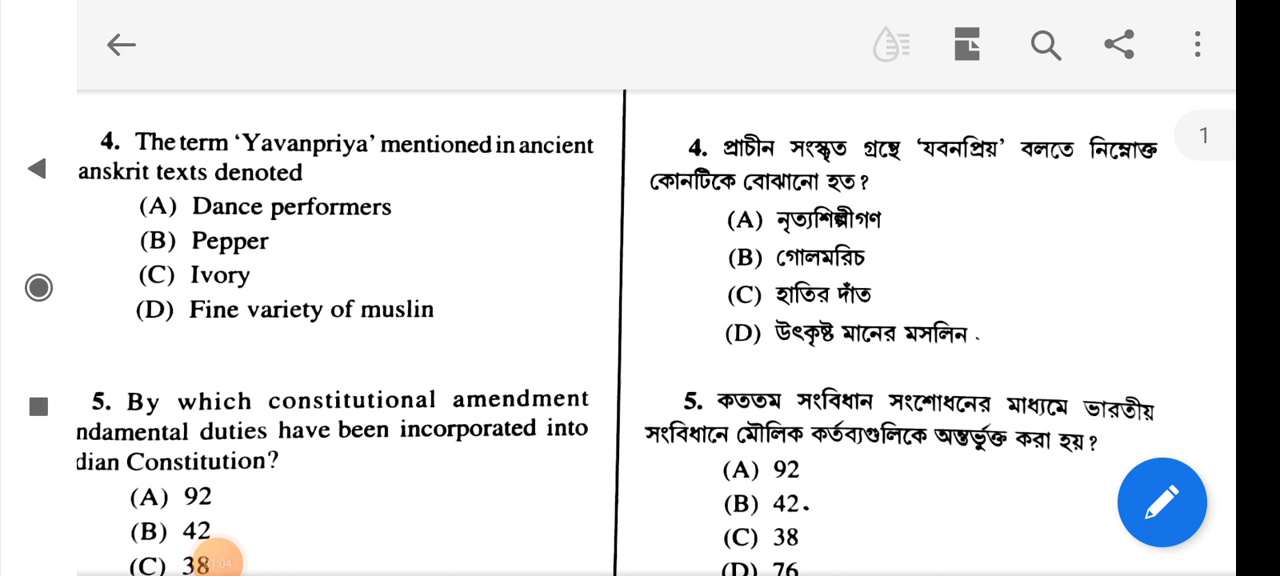 1
4. The term ‘Yavanpriya’ mentioned in ancient
anskrit texts denoted
(A) Dance performers
(B) Pepper
(C) Ivory
(D) Fine variety of muslin
5. By which constitutional amendment
ndamental duties have been incorporated into
dian Constitution?
(A) 92
(B) 42
(C) 38
4. প্রাচীন সংস্কৃত গ্রন্থে ‘যবনপ্রিয়’ বলতে নিম্নোক্ত
কোনটিকে বোঝানো হত?
(A) নৃত্যশিল্পীগণ
(B) গোলমরিচ
(C) হাতির দাঁত
(D) উৎকৃষ্ট মানের মসলিন .
5. কততম সংবিধান সংশোধনের মাধ্যমে ভারতীয়
সংবিধানে মৌলিক কর্তব্যগুলিকে অন্তর্ভুক্ত করা হয়?
(A) 92
(B) 42.
(C) 38
(D) 76